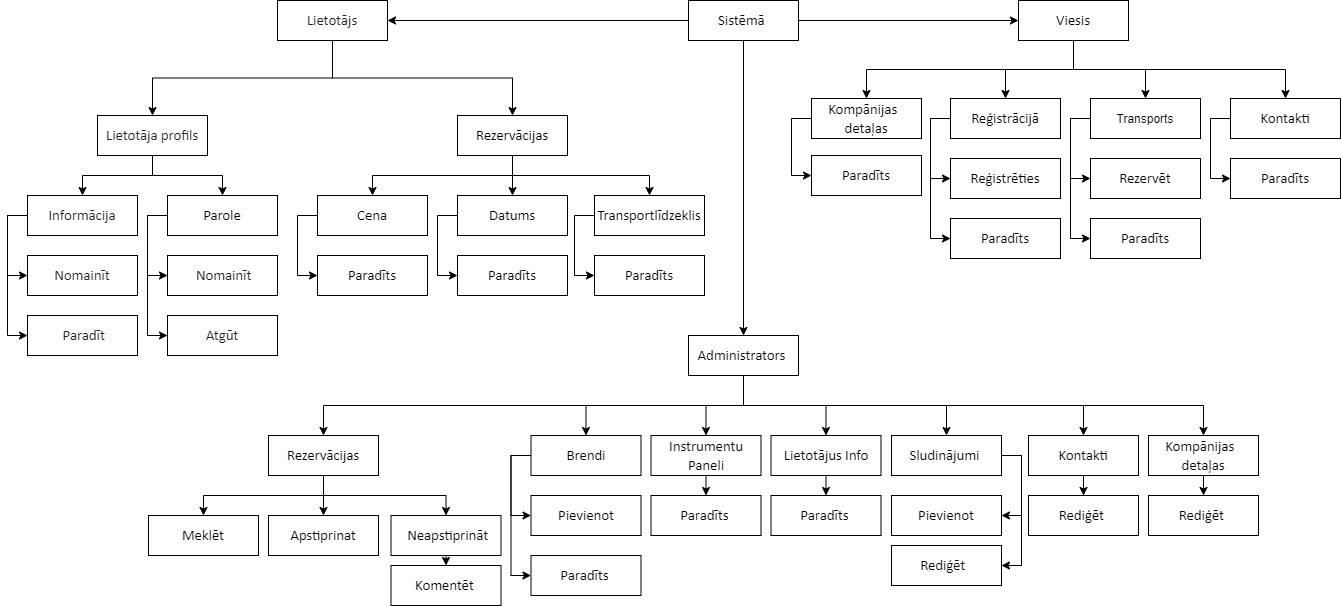 Lietotājs
Sistēmā
Viesis
Lietotāja profils
Rezervācijas
Kompānijas
detaļas
Reģistrācijā
Transports
Kontakti
Paradīts
Reģistrēties
Rezervēt
Paradīts
Paradīts
Paradīts
Informācija
Parole
Cena
Datums
Transportlīdzeklis
Nomainīt
Nomainīt
Paradīts
Paradīts
Paradīts
Paradīt
Atgūt
Administrators
Rezervācijas
Brendi
Instrumentu
Paneli
Lietotājus Info
Sludinājumi
Kontakti
Kompānijas
detaļas
Meklēt
Apstiprinat
Neapstiprināt
Pievienot
Paradīts
Paradīts
Pievienot
Rediģēt
Rediģēt
Komentēt
Paradīts
Rediģēt